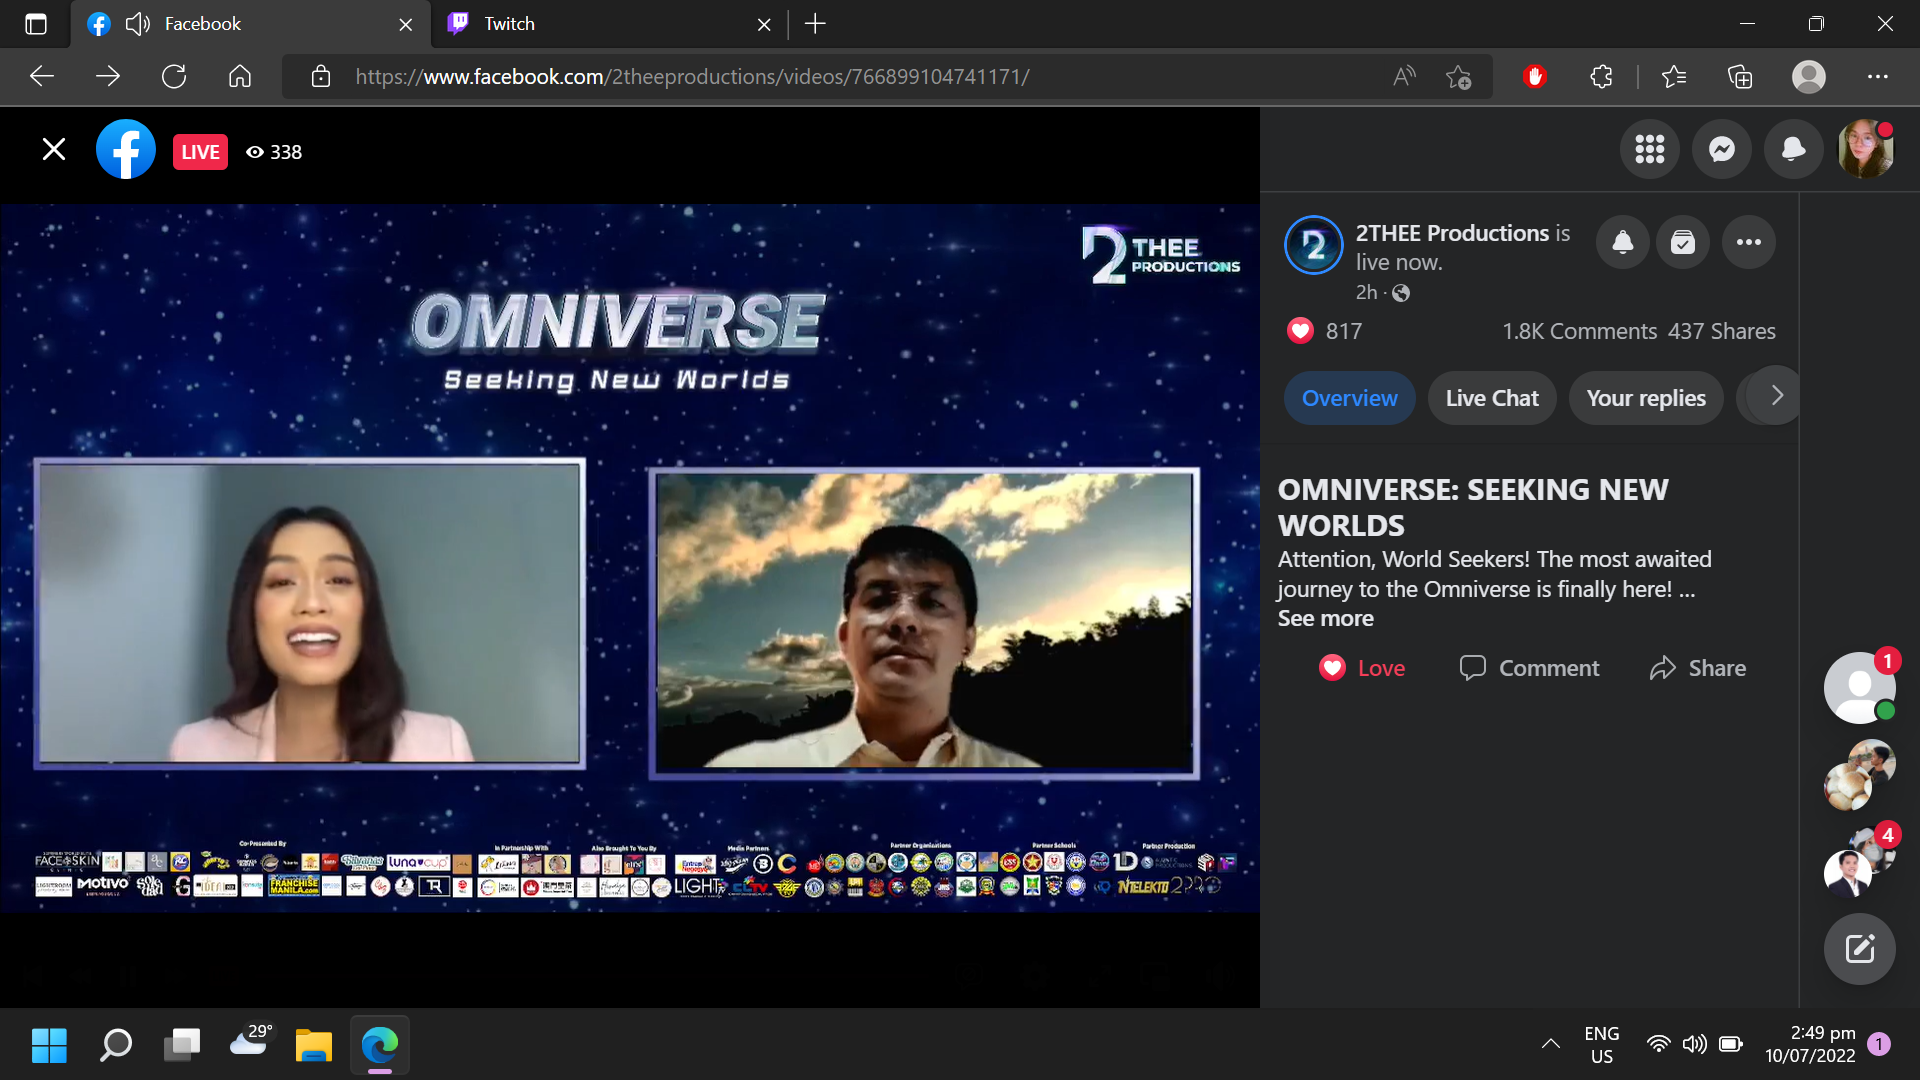 Facebook
Twitch
https://www.facebook.com/2theeproductions/videos/766899104741171/
LIVE
338
2 THEE
PRODUCTIONS
OMNIVERSE
Seeking New Worlds
Co-Presented By
In Partnership With
Also Brought To You By
Media Partners
Partner Organizations
Partner Schools
Partner Production
FACE SKIN
LUNA CUP
1D
LIGHTROOM
MOTIVO
G
FRANCHISE
MANILA.COM
TR
LIGHT
CLTV
INTELEKTO
2THEE Productions is
live now.
2h
817
1.8K Comments 437 Shares
Overview
Live Chat
Your replies
OMNIVERSE: SEEKING NEW
WORLDS
Attention, World Seekers! The most awaited
journey to the Omniverse is finally here! ...
See more
Love
Comment
Share
1
4
29°
ENG
US
2:49 pm
10/07/2022
1